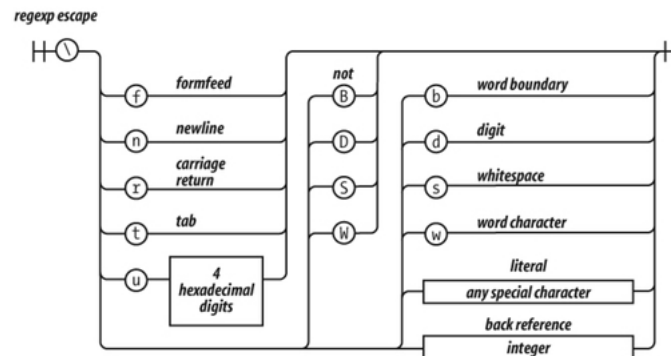 regexp escape
\
not
f formfeed B b word boundary
n newline D d digit
r carriage return S s whitespace
t tab W w word character
u 4 hexadecimal digits
literal
any special character
back reference
integer